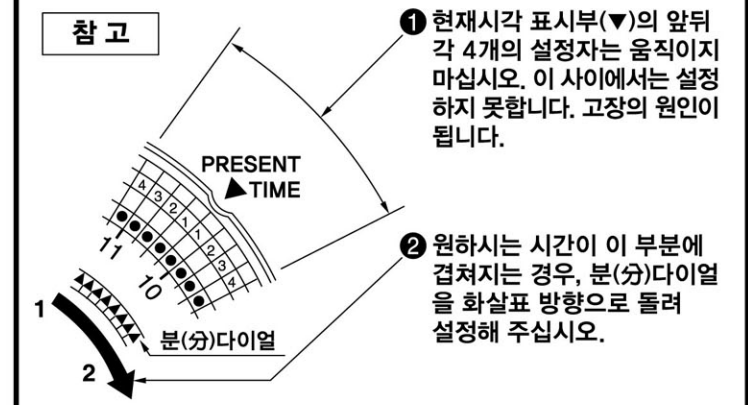 참 고
❶ 현재시각 표시부(▼)의 앞뒤
각 4개의 설정자는 움직이지
마십시오. 이 사이에서는 설정
하지 못합니다. 고장의 원인이
됩니다.
PRESENT
▲TIME
4 3 2 1 1 2 3 4
11
10
❷ 원하시는 시간이 이 부분에
겹쳐지는 경우, 분(分)다이얼
을 화살표 방향으로 돌려
설정해 주십시오.
1
분(分)다이얼
2